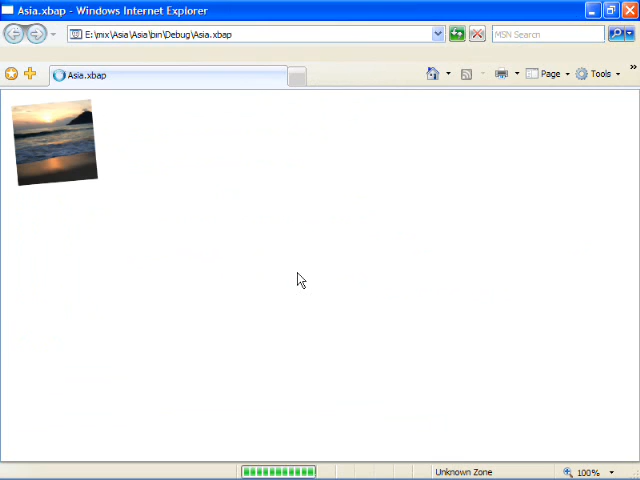 Asia.xbap - Windows Internet Explorer
E:\mix\Asia\Asia\bin\Debug\Asia.xbap
MSN Search
Asia.xbap
Page
Tools
Unknown Zone
100%